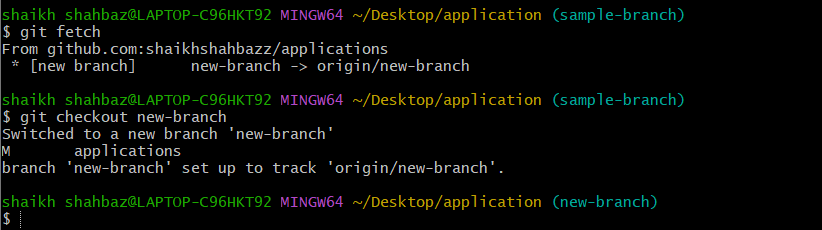 shaikh shahbaz@LAPTOP-C96HKT92 MINGW64 ~/Desktop/application (sample-branch)
$ git fetch
From github.com:shaikhshahbazz/applications
 * [new branch]      new-branch -> origin/new-branch
shaikh shahbaz@LAPTOP-C96HKT92 MINGW64 ~/Desktop/application (sample-branch)
$ git checkout new-branch
Switched to a new branch 'new-branch'
M       applications
branch 'new-branch' set up to track 'origin/new-branch'.
shaikh shahbaz@LAPTOP-C96HKT92 MINGW64 ~/Desktop/application (new-branch)
$